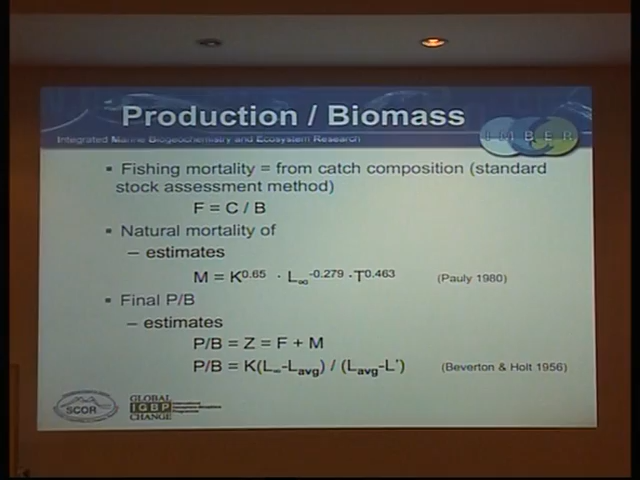 Production / Biomass
Integrated Marine Biogeochemistry and Ecosystem Research
IMBER
▪ Fishing mortality = from catch composition (standard
stock assessment method)
F = C / B
▪ Natural mortality of
– estimates
M = K^0.65 · L∞^-0.279 ·T^0.463 (Pauly 1980)
▪ Final P/B
– estimates
P/B = Z = F + M
P/B = K(L∞-Lavg) / (Lavg-L') (Beverton & Holt 1956)
SCOR
GLOBAL
IGBP
CHANGE